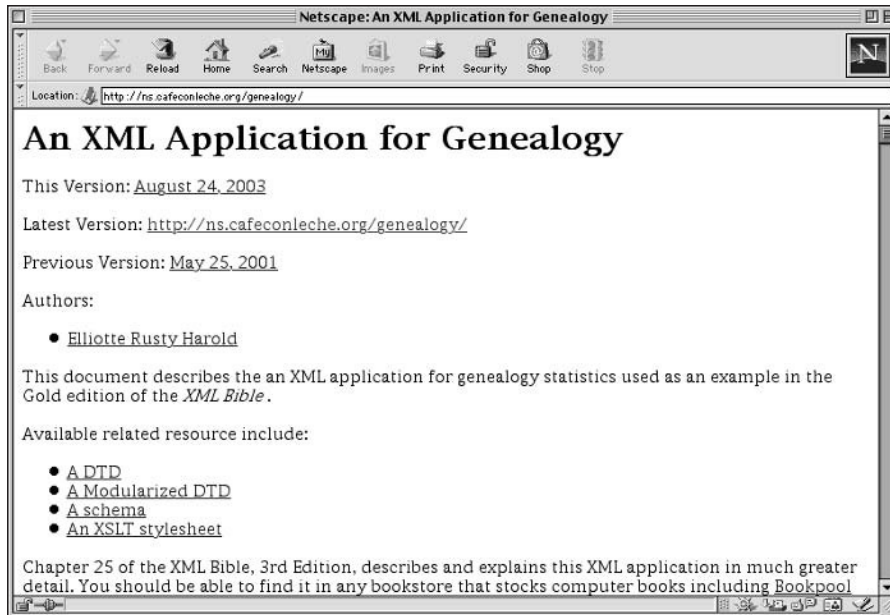 Netscape: An XML Application for Genealogy
Back Forward Reload Home Search Netscape Images Print Security Shop Stop
Location: http://ns.cafeconleche.org/genealogy/
An XML Application for Genealogy
This Version: August 24, 2003
Latest Version: http://ns.cafeconleche.org/genealogy/
Previous Version: May 25, 2001
Authors:
Elliotte Rusty Harold
This document describes the an XML application for genealogy statistics used as an example in the
Gold edition of the XML Bible.
Available related resource include:
A DTD
A Modularized DTD
A schema
An XSLT stylesheet
Chapter 25 of the XML Bible, 3rd Edition, describes and explains this XML application in much greater
detail. You should be able to find it in any bookstore that stocks computer books including Bookpool